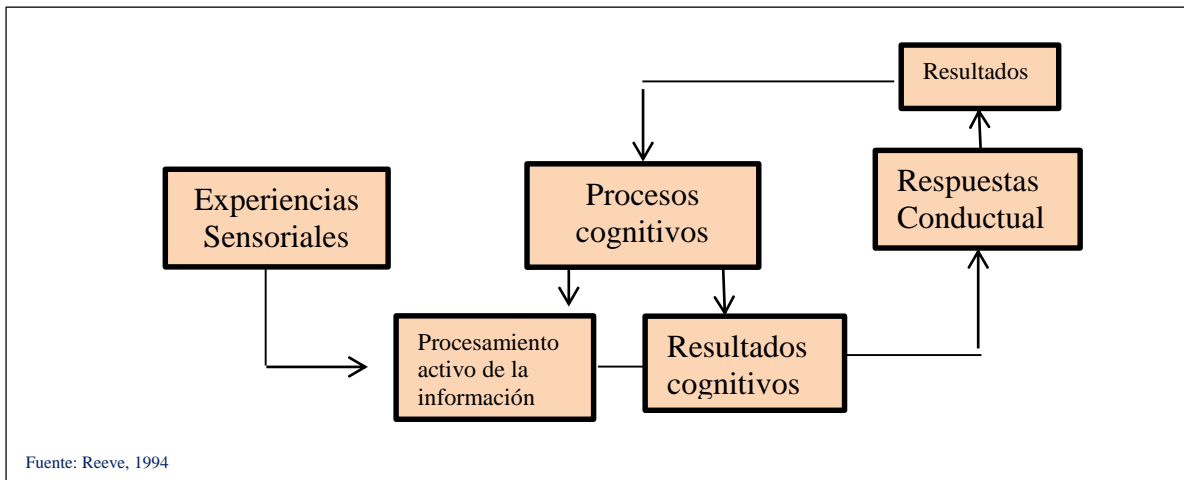 Resultados
Experiencias
Sensoriales
Procesos
cognitivos
Respuestas
Conductual
Procesamiento
activo de la
información
Resultados
cognitivos
Fuente: Reeve, 1994